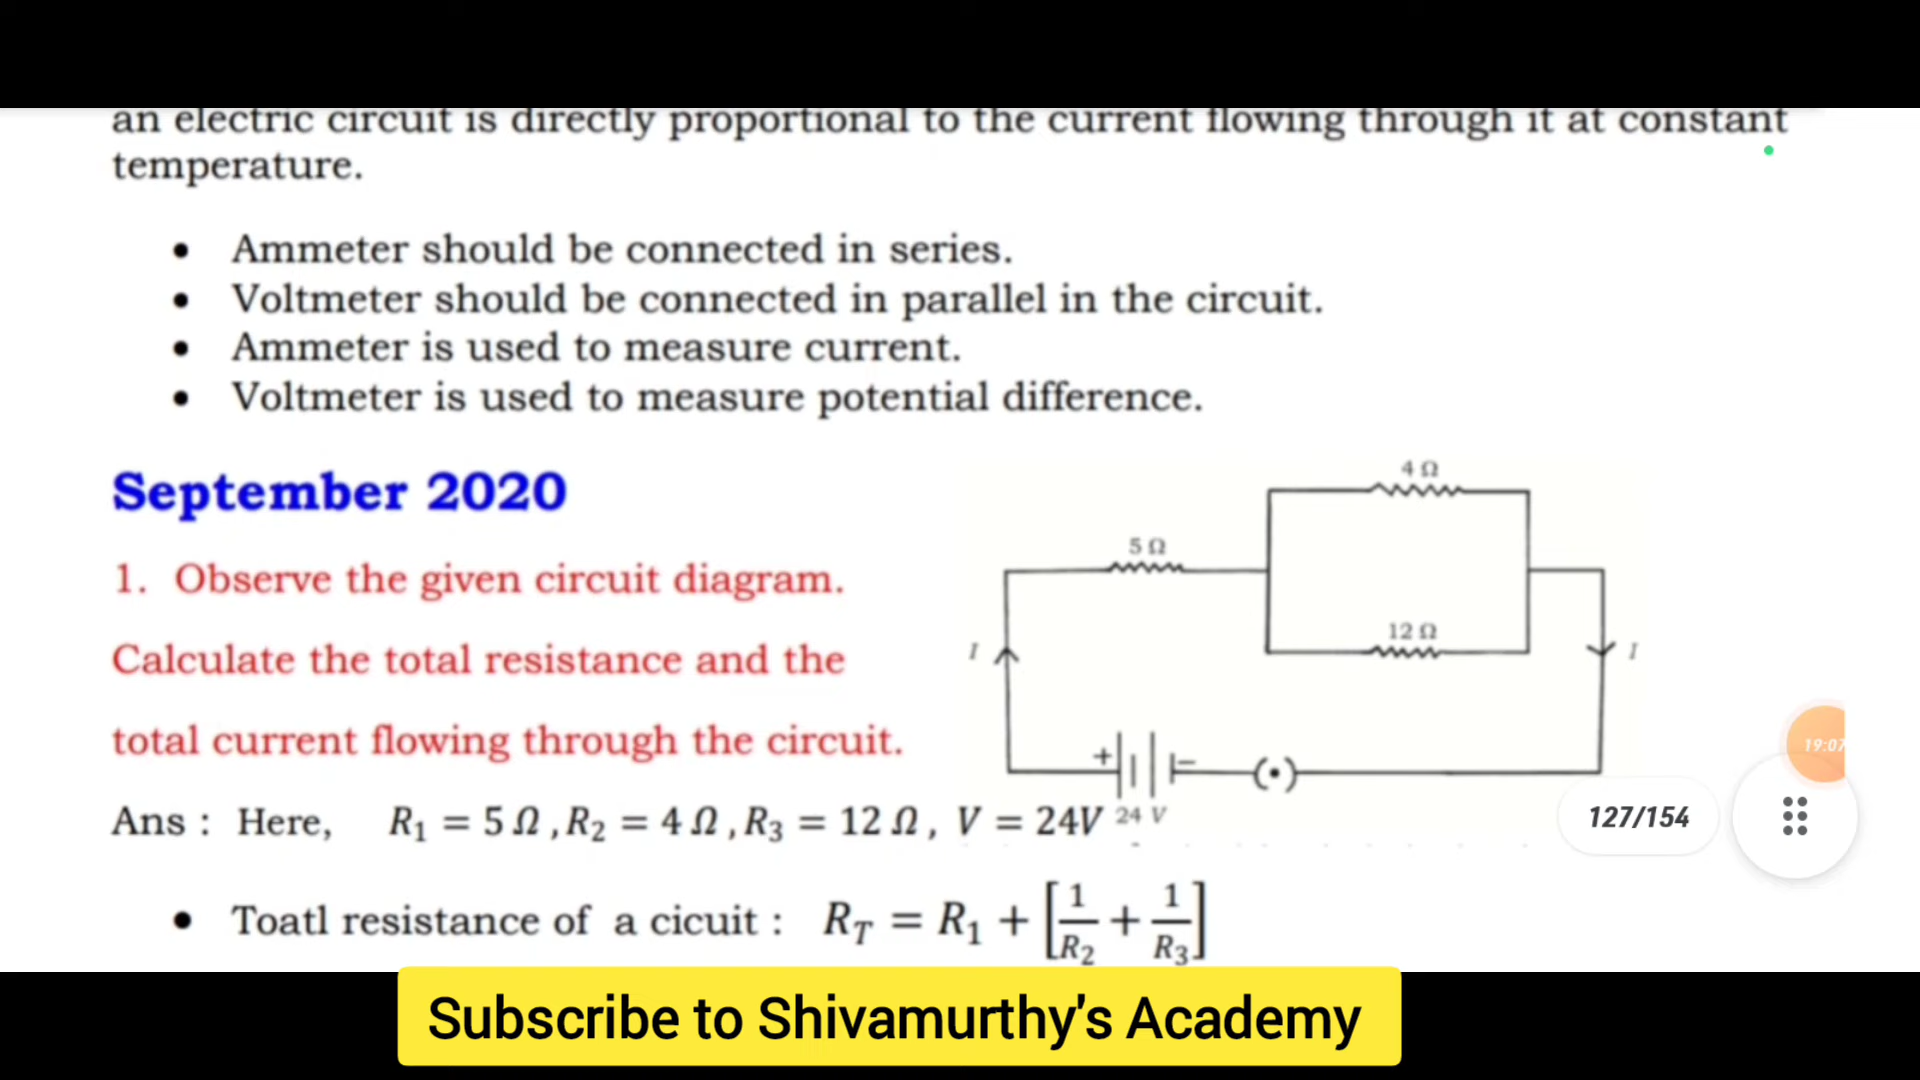 an electric circuit is directly proportional to the current flowing through it at constant
temperature.
• Ammeter should be connected in series.
• Voltmeter should be connected in parallel in the circuit.
• Ammeter is used to measure current.
• Voltmeter is used to measure potential difference.
September 2020
4 Ω
5 Ω
1. Observe the given circuit diagram.
12 Ω
Calculate the total resistance and the
I
I
total current flowing through the circuit.
+ −
19:07
24 V
127/154
Ans : Here, R₁ = 5 Ω , R₂ = 4 Ω , R₃ = 12 Ω , V = 24V
• Toatl resistance of a cicuit : R_T = R₁ + [1/R₂ + 1/R₃]
Subscribe to Shivamurthy's Academy